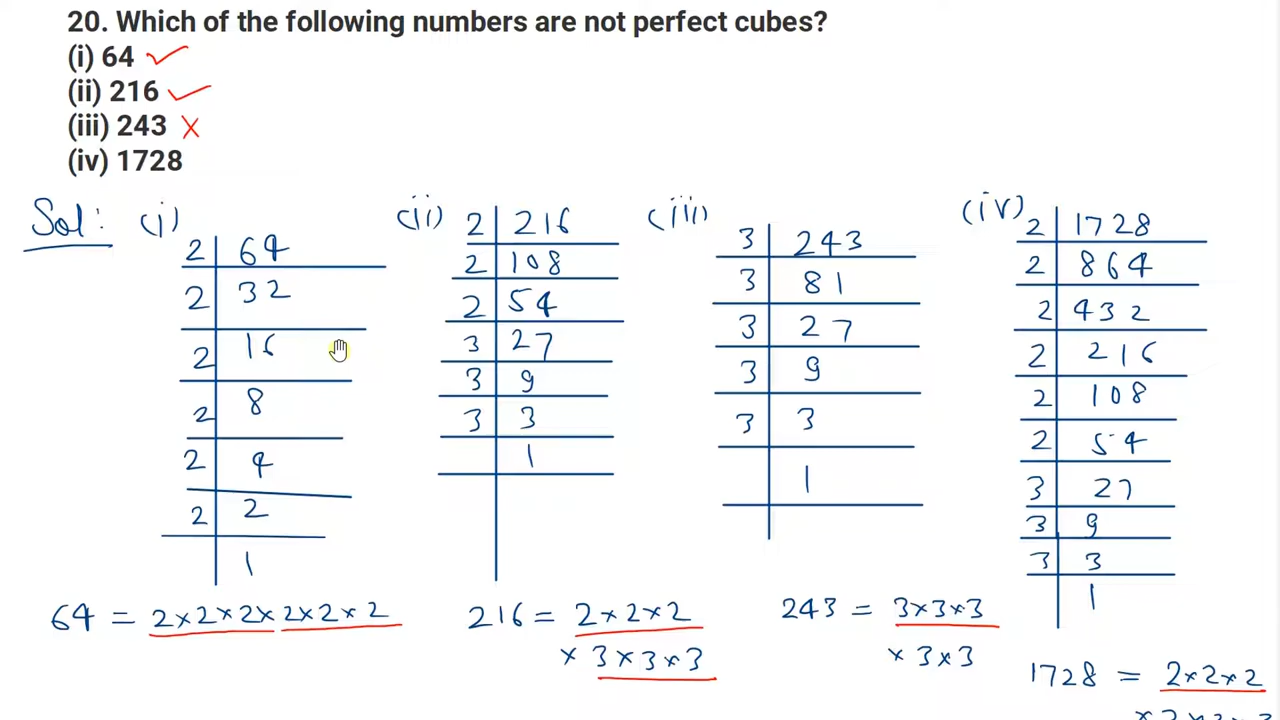 20. Which of the following numbers are not perfect cubes?
(i) 64 ✓
(ii) 216 ✓
(iii) 243 x
(iv) 1728
Sol: (i)
2 64
2 32
2 16
2 8
2 4
2 2
1
64 = 2×2×2×2×2×2
(ii)
2 216
2 108
2 54
3 27
3 9
3 3
1
216 = 2×2×2
×3×3×3
(iii)
3 243
3 81
3 27
3 9
3 3
1
243 = 3×3×3
×3×3
(iv)
2 1728
2 864
2 432
2 216
2 108
2 54
3 27
3 9
3 3
1
1728 = 2×2×2